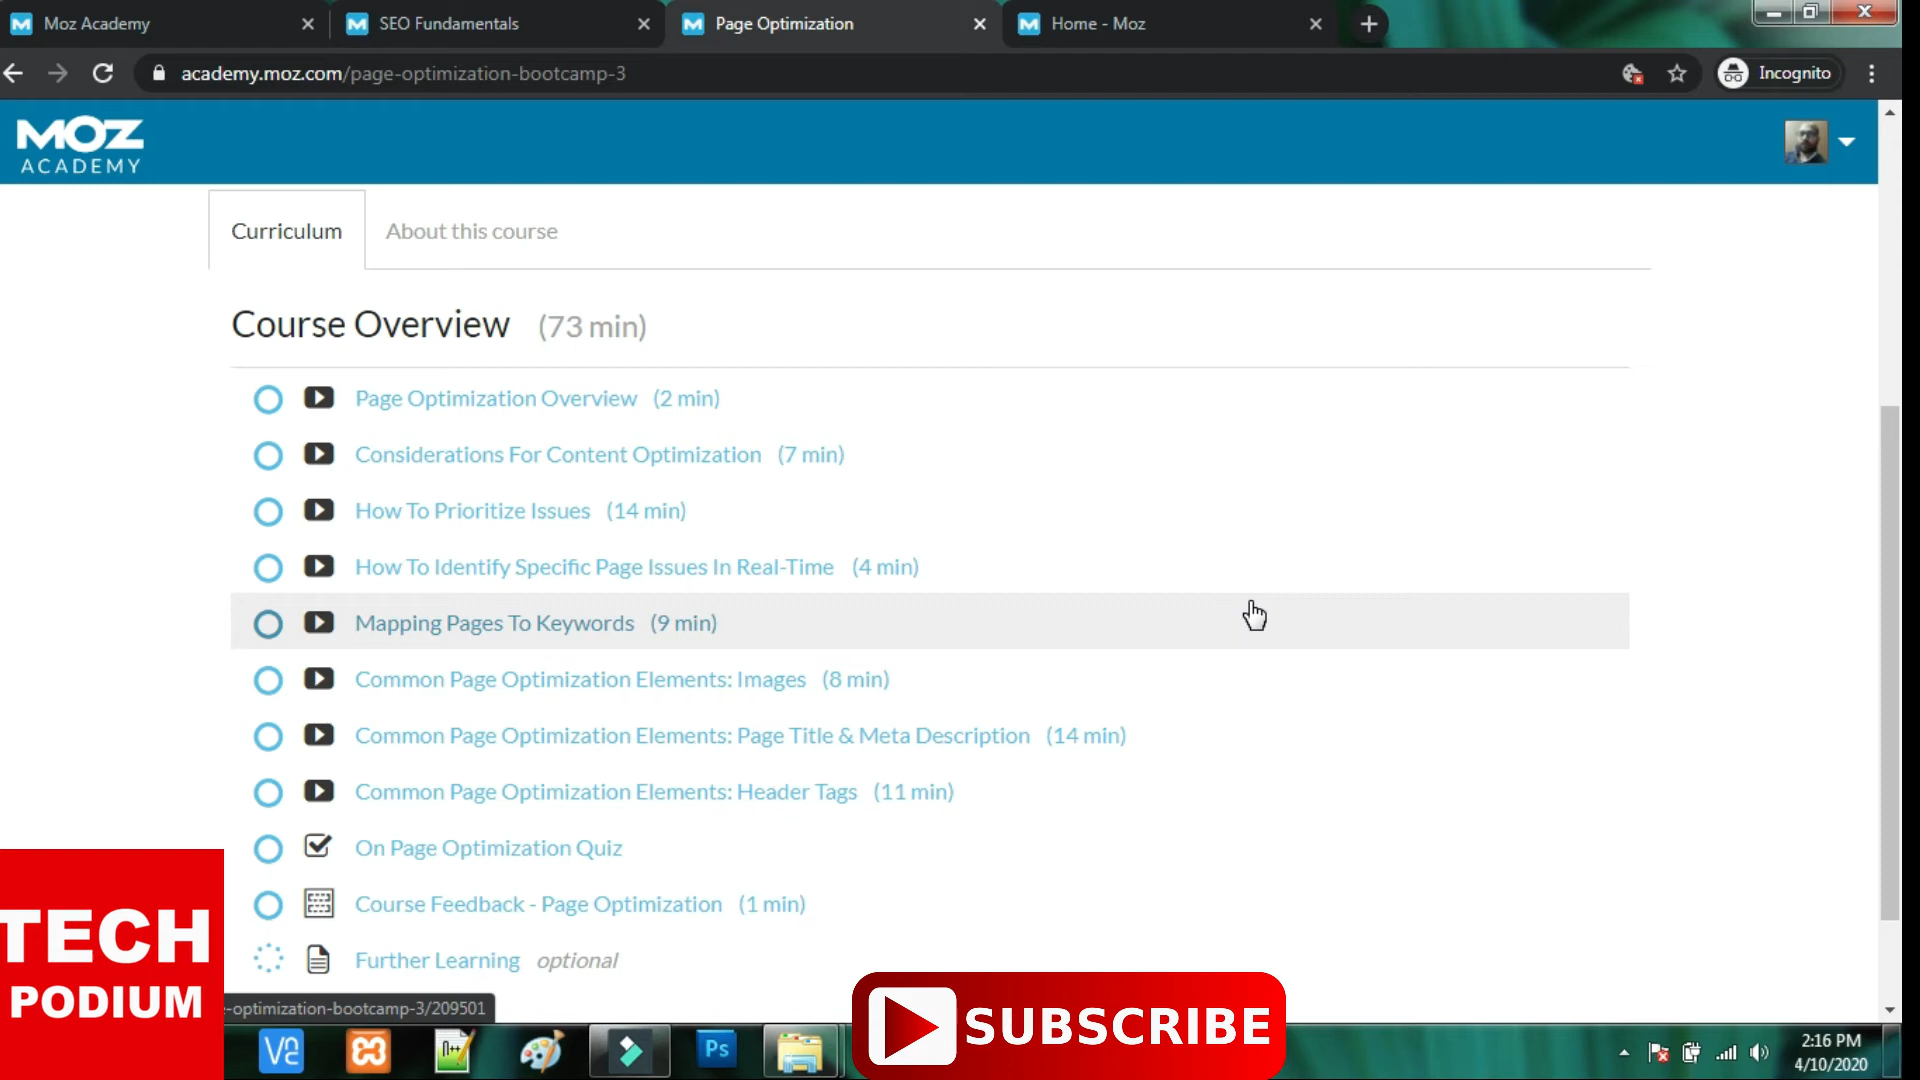 Moz Academy
SEO Fundamentals
Page Optimization
Home - Moz
academy.moz.com/page-optimization-bootcamp-3
Incognito
MOZ
ACADEMY
Curriculum
About this course
Course Overview (73 min)
Page Optimization Overview (2 min)
Considerations For Content Optimization (7 min)
How To Prioritize Issues (14 min)
How To Identify Specific Page Issues In Real-Time (4 min)
Mapping Pages To Keywords (9 min)
Common Page Optimization Elements: Images (8 min)
Common Page Optimization Elements: Page Title & Meta Description (14 min)
Common Page Optimization Elements: Header Tags (11 min)
On Page Optimization Quiz
Course Feedback - Page Optimization (1 min)
Further Learning optional
TECH
PODIUM
-optimization-bootcamp-3/209501
SUBSCRIBE
Ps
2:16 PM
4/10/2020